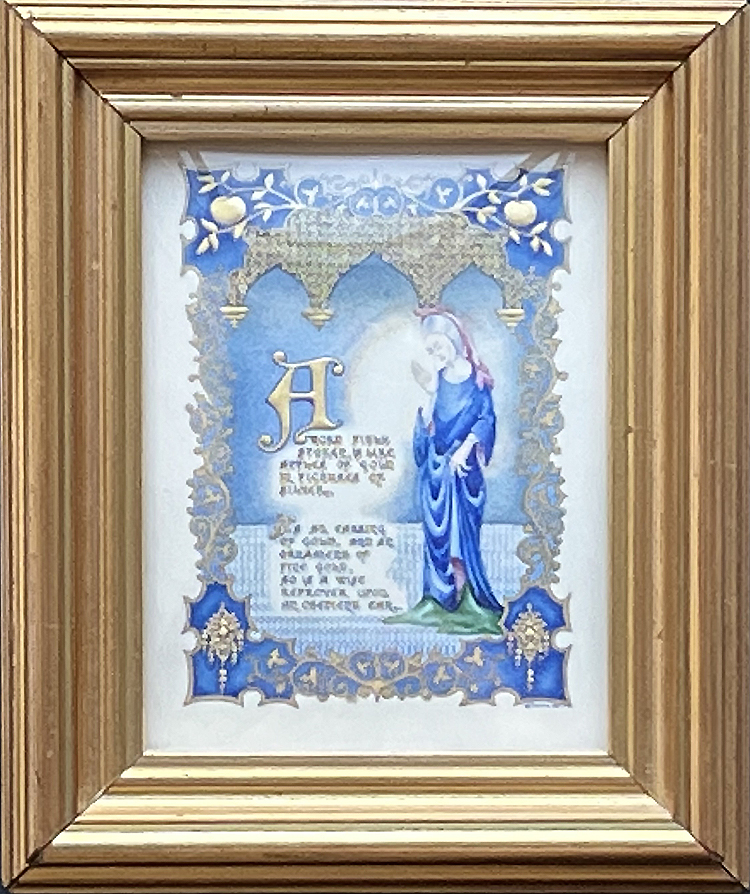 A WORD FITLY
SPOKEN, IS LIKE
APPLES OF GOLD
IN PICTURES OF
SILVER..
AS AN EARRING
OF GOLD, AND AN
ORNAMENT OF
FINE GOLD,
SO IS A WISE
REPROVER UPON
AN OBEDIENT EAR..